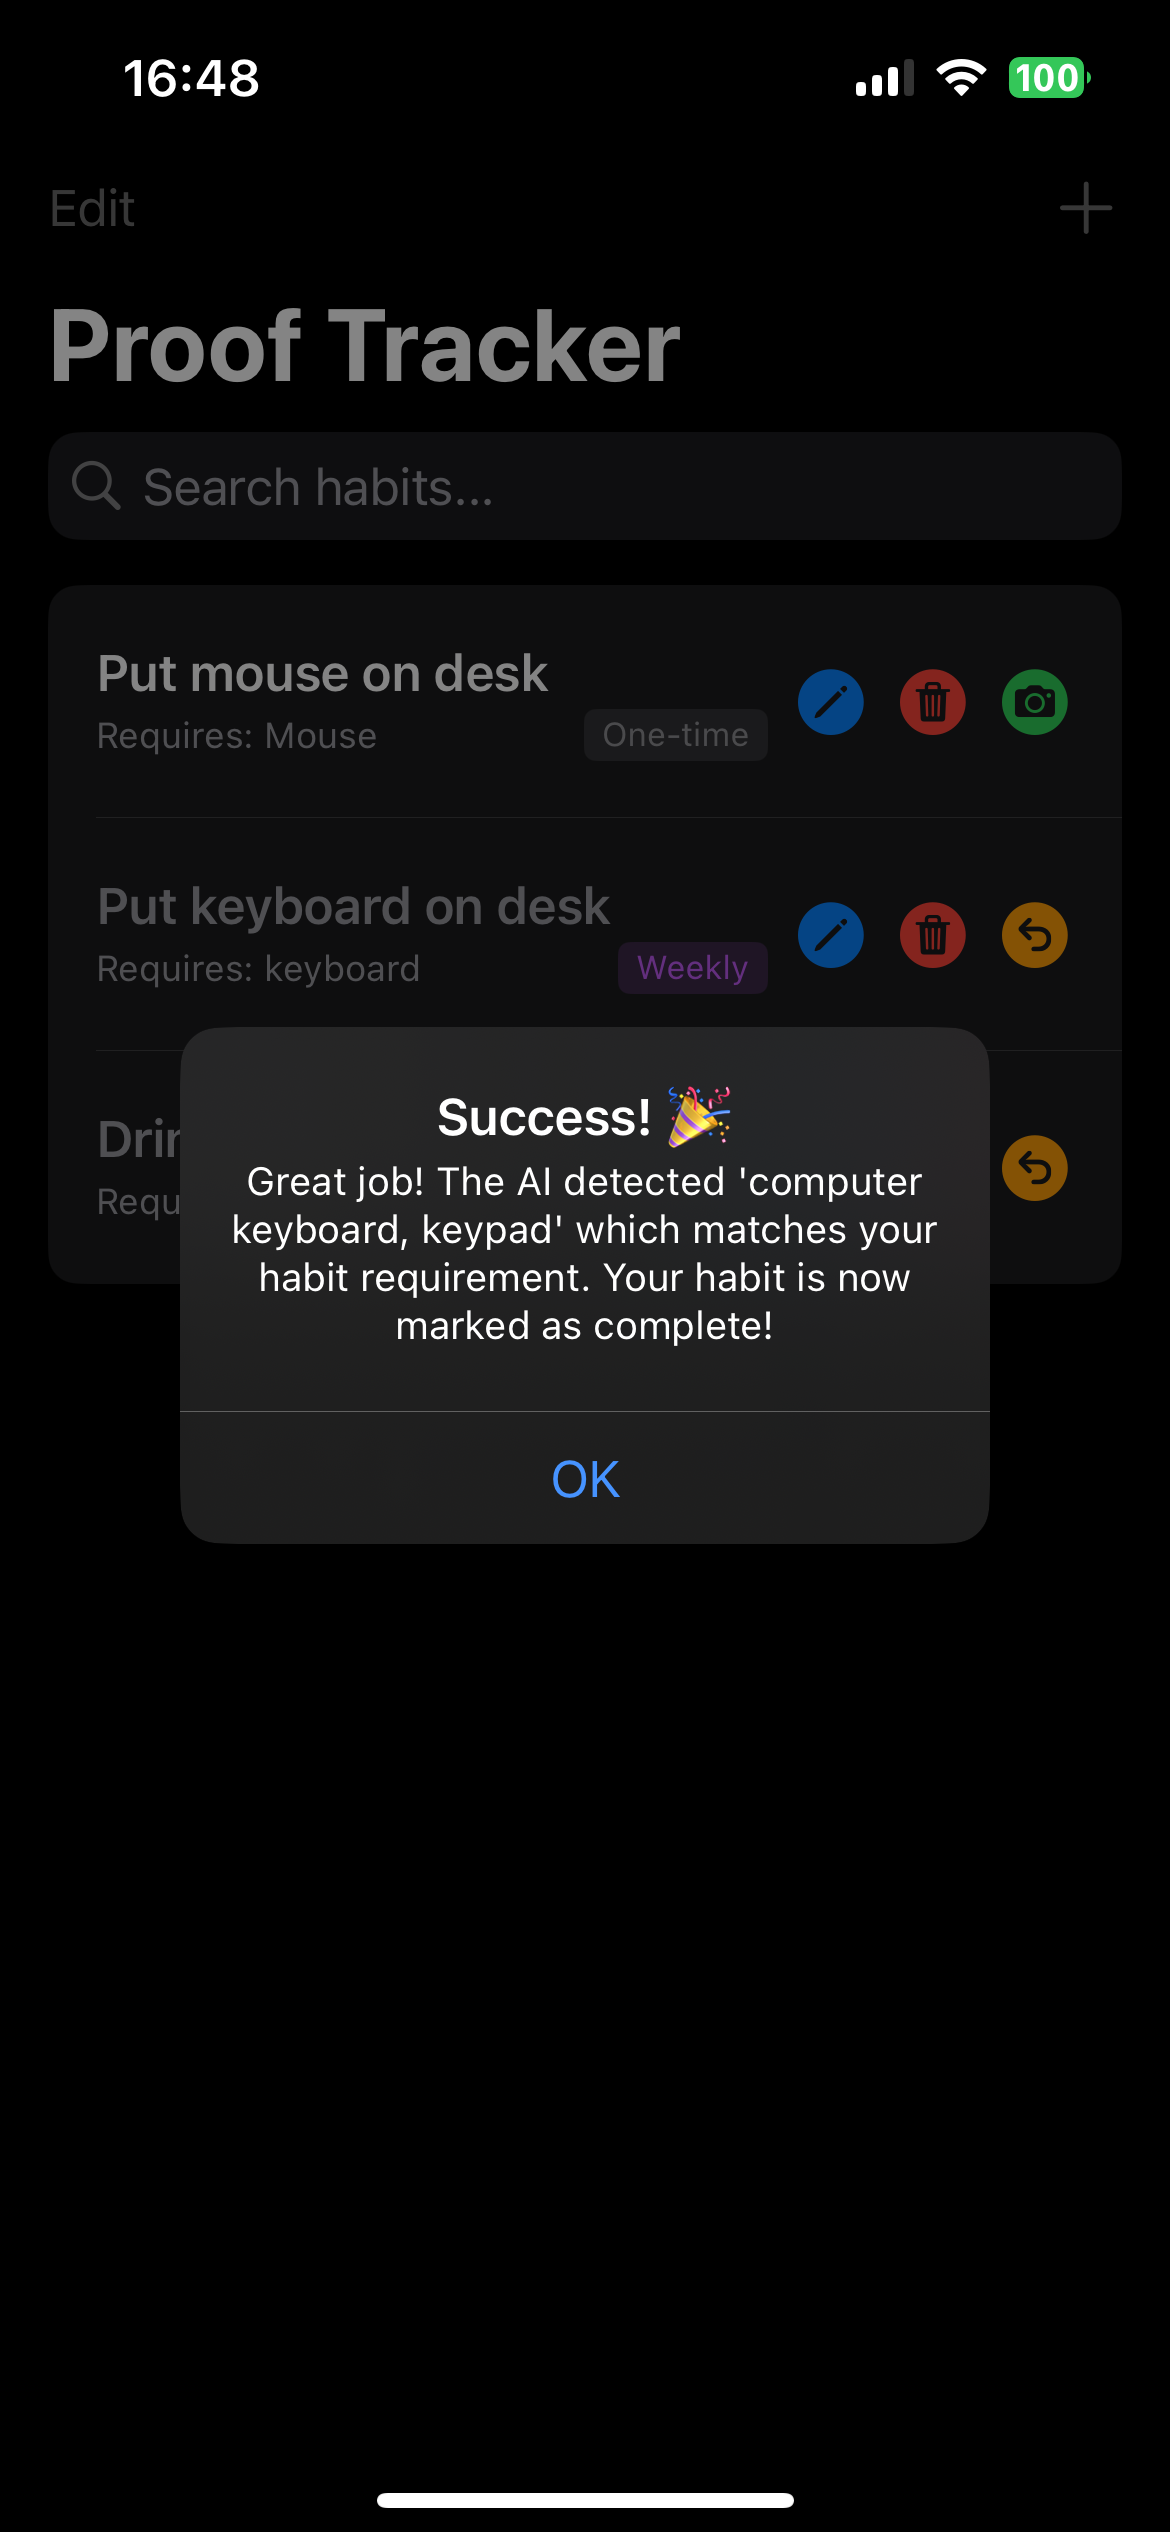 16:48
100
Edit
Proof Tracker
Search habits...
Put mouse on desk
Requires: Mouse
One-time
Put keyboard on desk
Requires: keyboard
Weekly
Success! 🎉
Great job! The AI detected 'computer
keyboard, keypad' which matches your
habit requirement. Your habit is now
marked as complete!
OK